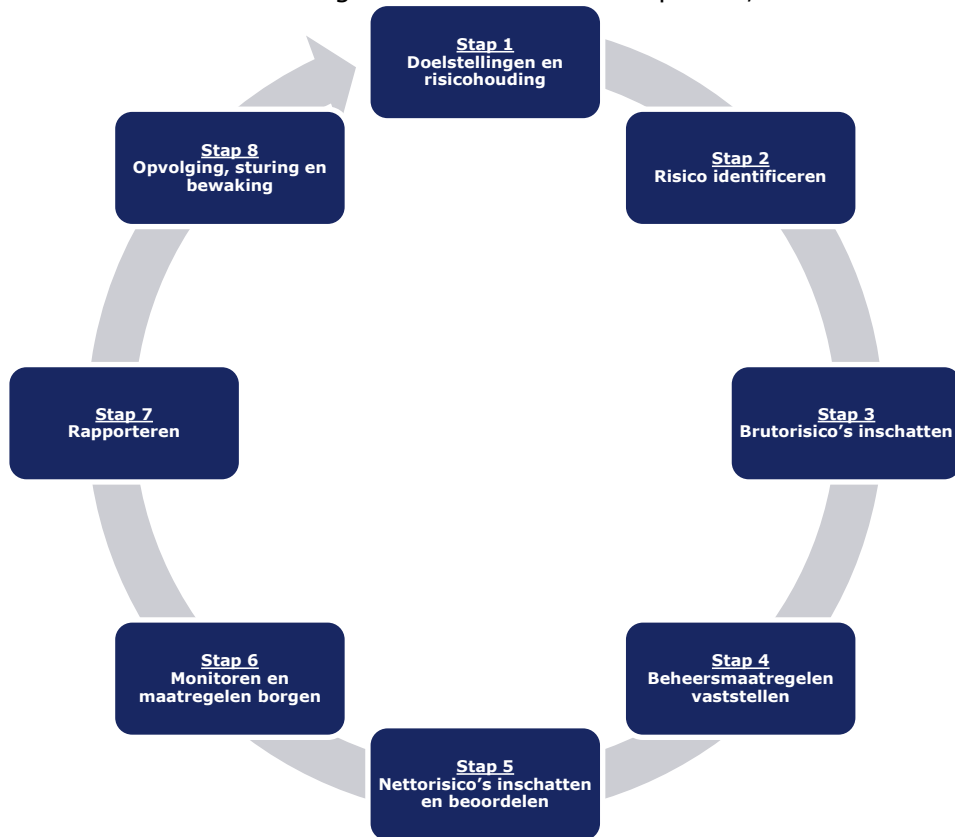 Stap 1
Doelstellingen en
risicohouding
Stap 2
Risico identificeren
Stap 3
Brutorisico's inschatten
Stap 4
Beheersmaatregelen
vaststellen
Stap 5
Nettorisico's inschatten
en beoordelen
Stap 6
Monitoren en
maatregelen borgen
Stap 7
Rapporteren
Stap 8
Opvolging, sturing en
bewaking